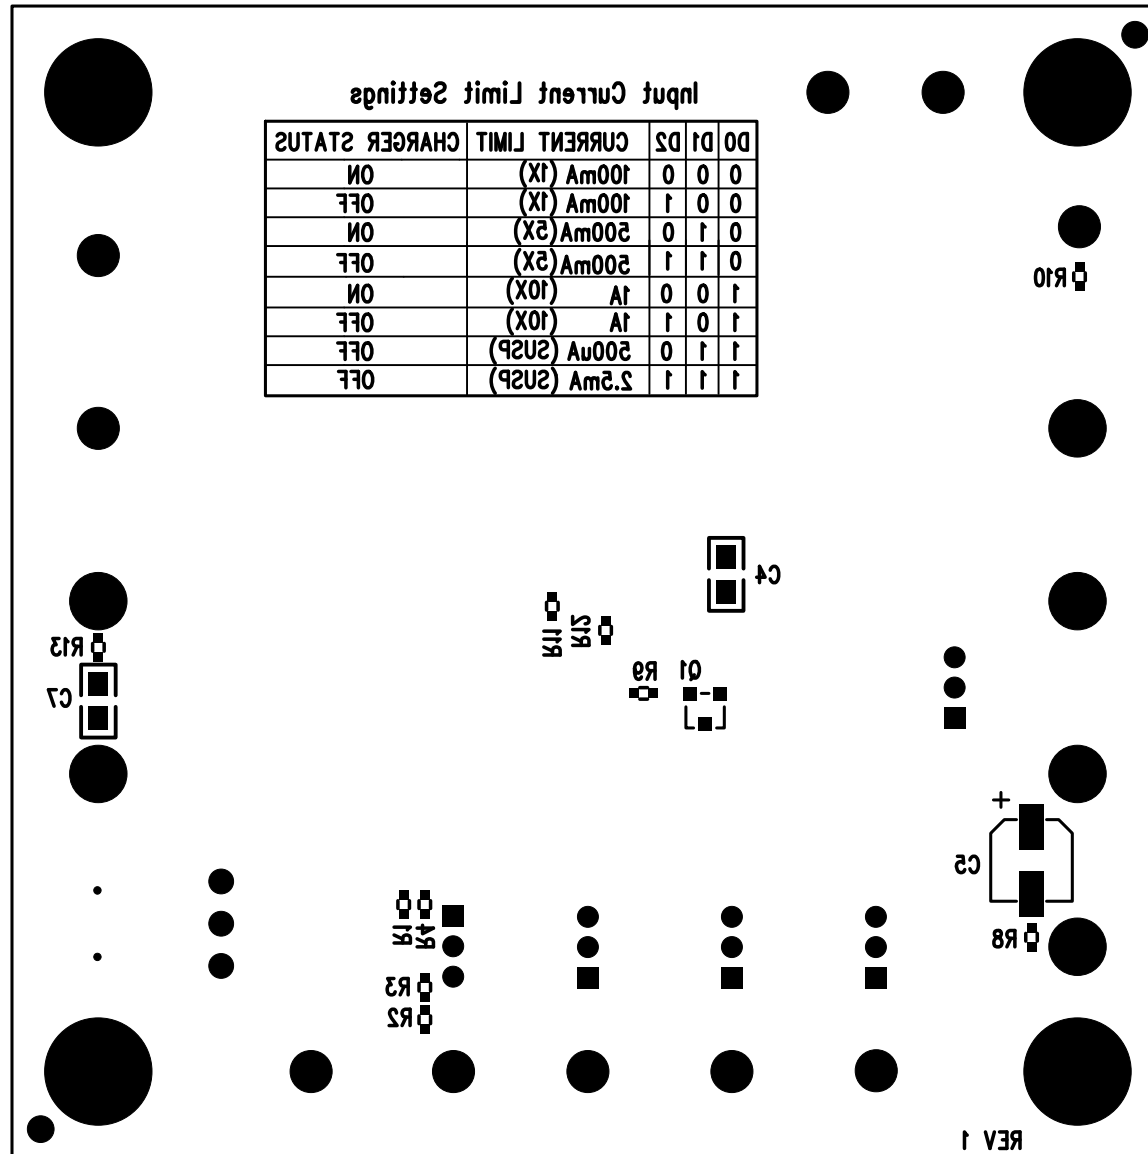 Input Current Limit Settings
D0 D1 D2 CURRENT LIMIT CHARGER STATUS
0 0 0 100mA (1X) ON
0 0 1 100mA (1X) OFF
0 1 0 500mA (5X) ON
0 1 1 500mA (5X) OFF
1 0 0 1A (10X) ON
1 0 1 1A (10X) OFF
1 1 0 500uA (SUSP) OFF
1 1 1 2.5mA (SUSP) OFF
R10
C4
R11
R12
R13
R9
Q1
C7
+
C5
R1
R4
R8
R3
R2
REV 1